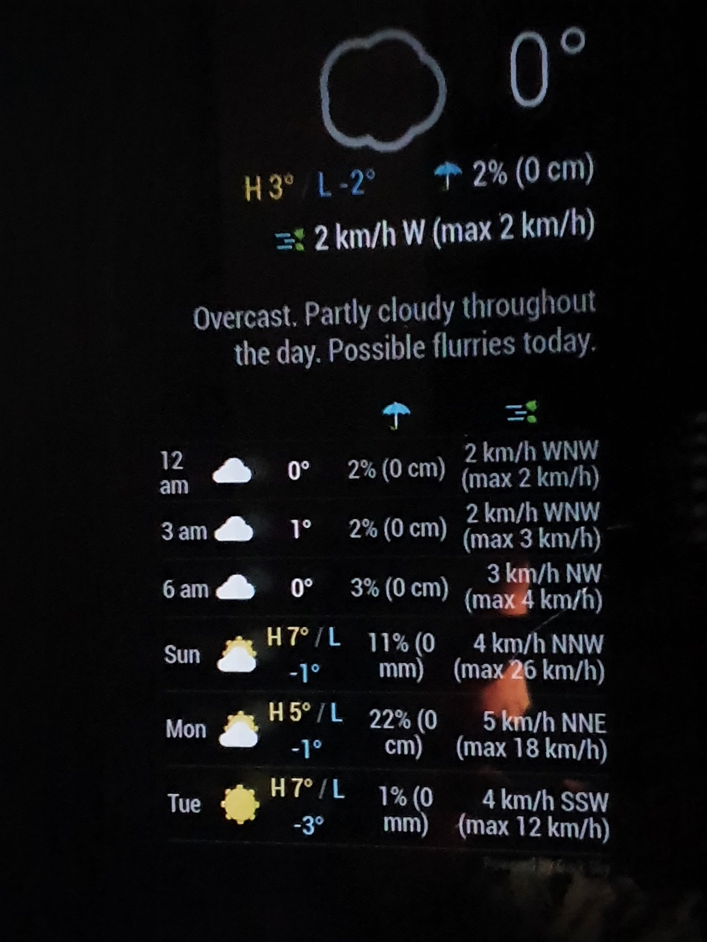 0°
H 3° / L -2° 2% (0 cm)
2 km/h W (max 2 km/h)
Overcast. Partly cloudy throughout
the day. Possible flurries today.
12 am 0° 2% (0 cm) 2 km/h WNW (max 2 km/h)
3 am 1° 2% (0 cm) 2 km/h WNW (max 3 km/h)
6 am 0° 3% (0 cm) 3 km/h NW (max 4 km/h)
Sun H 7° / L -1° 11% (0 mm) 4 km/h NNW (max 26 km/h)
Mon H 5° / L -1° 22% (0 cm) 5 km/h NNE (max 18 km/h)
Tue H 7° / L -3° 1% (0 mm) 4 km/h SSW (max 12 km/h)
Powered by Dark Sky